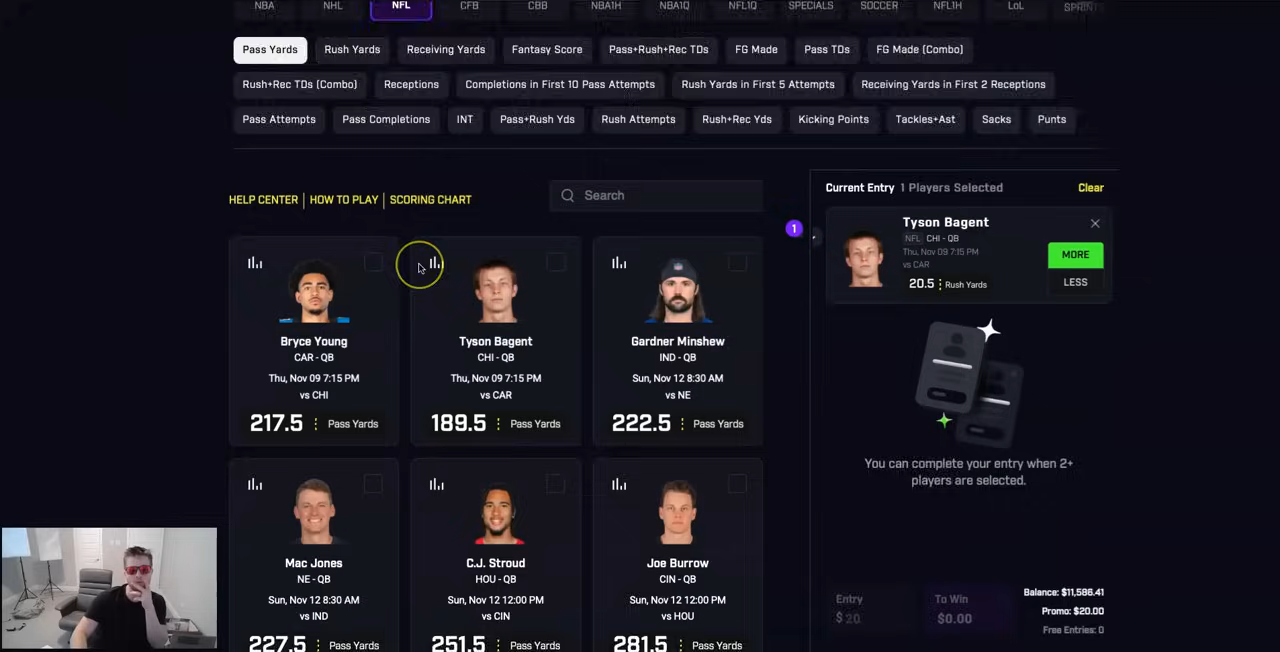 NBA NHL NFL CFB CBB NBA1H NBA1Q NFL1Q SPECIALS SOCCER NFL1H LoL
Pass Yards Rush Yards Receiving Yards Fantasy Score Pass+Rush+Rec TDs FG Made Pass TDs FG Made (Combo)
Rush+Rec TDs (Combo) Receptions Completions in First 10 Pass Attempts Rush Yards in First 5 Attempts Receiving Yards in First 2 Receptions
Pass Attempts Pass Completions INT Pass+Rush Yds Rush Attempts Rush+Rec Yds Kicking Points Tackles+Ast Sacks Punts
HELP CENTER HOW TO PLAY SCORING CHART
Search
Bryce Young
CAR - QB
Thu, Nov 09 7:15 PM
vs CHI
217.5 Pass Yards
Tyson Bagent
CHI - QB
Thu, Nov 09 7:15 PM
vs CAR
189.5 Pass Yards
Gardner Minshew
IND - QB
Sun, Nov 12 8:30 AM
vs NE
222.5 Pass Yards
Mac Jones
NE - QB
Sun, Nov 12 8:30 AM
vs IND
227.5 Pass Yards
C.J. Stroud
HOU - QB
Sun, Nov 12 12:00 PM
vs CIN
251.5 Pass Yards
Joe Burrow
CIN - QB
Sun, Nov 12 12:00 PM
vs HOU
281.5 Pass Yards
1
Current Entry 1 Players Selected Clear
Tyson Bagent
NFL CHI - QB
Thu, Nov 09 7:15 PM
vs CAR
20.5 Rush Yards
MORE
LESS
You can complete your entry when 2+
players are selected.
Entry
$ 20
To Win
$0.00
Balance: $11,586.41
Promo: $20.00
Free Entries: 0